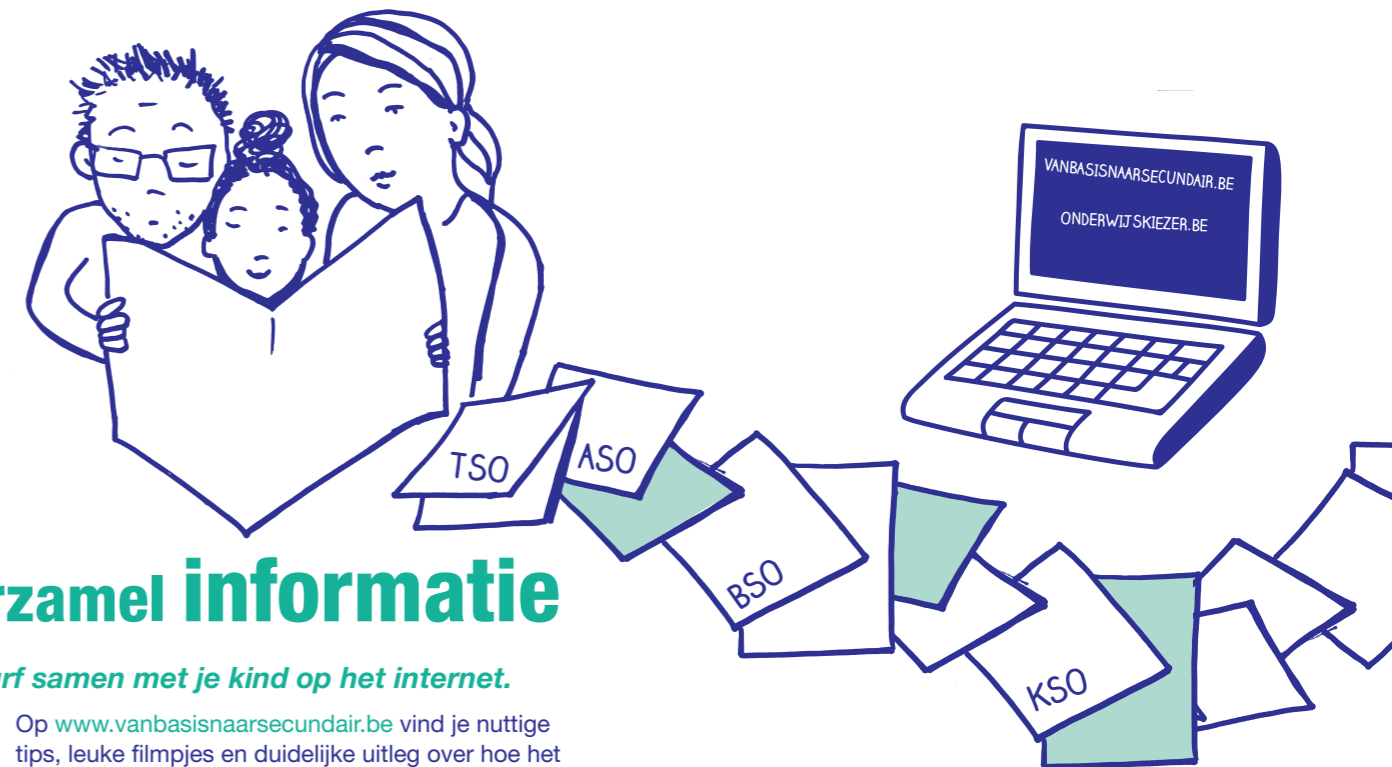 VANBASISNAARSECUNDAIR.BE
ONDERWIJSKIEZER.BE
TSO
ASO
BSO
KSO
rzamel informatie
rf samen met je kind op het internet.
Op www.vanbasisnaarsecundair.be vind je nuttige
tips, leuke filmpjes en duidelijke uitleg over hoe het